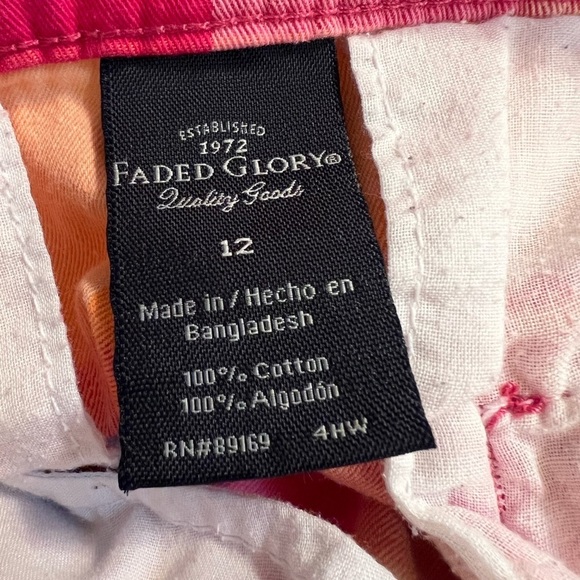 ESTABLISHED
1972
FADED GLORY®
Quality Goods
12
Made in / Hecho en
Bangladesh
100% Cotton
100% Algodón
RN#89169 4HW